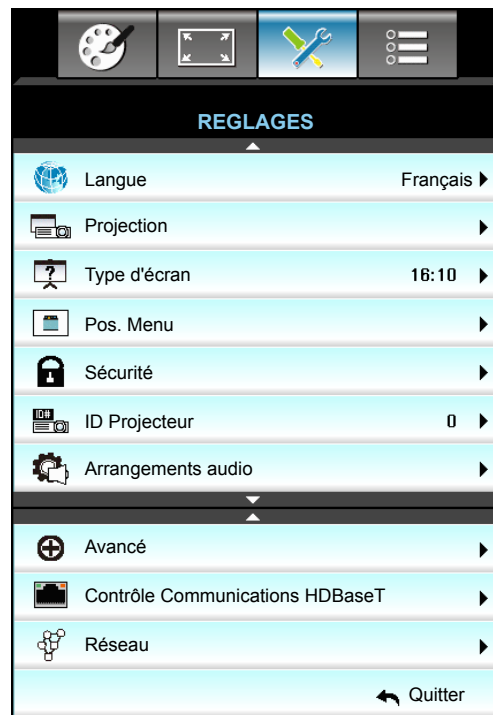 REGLAGES
Langue Français
Projection
?
Type d'écran 16:10
Pos. Menu
Sécurité
ID# ID Projecteur 0
Arrangements audio
Avancé
Contrôle Communications HDBaseT
Réseau
Quitter